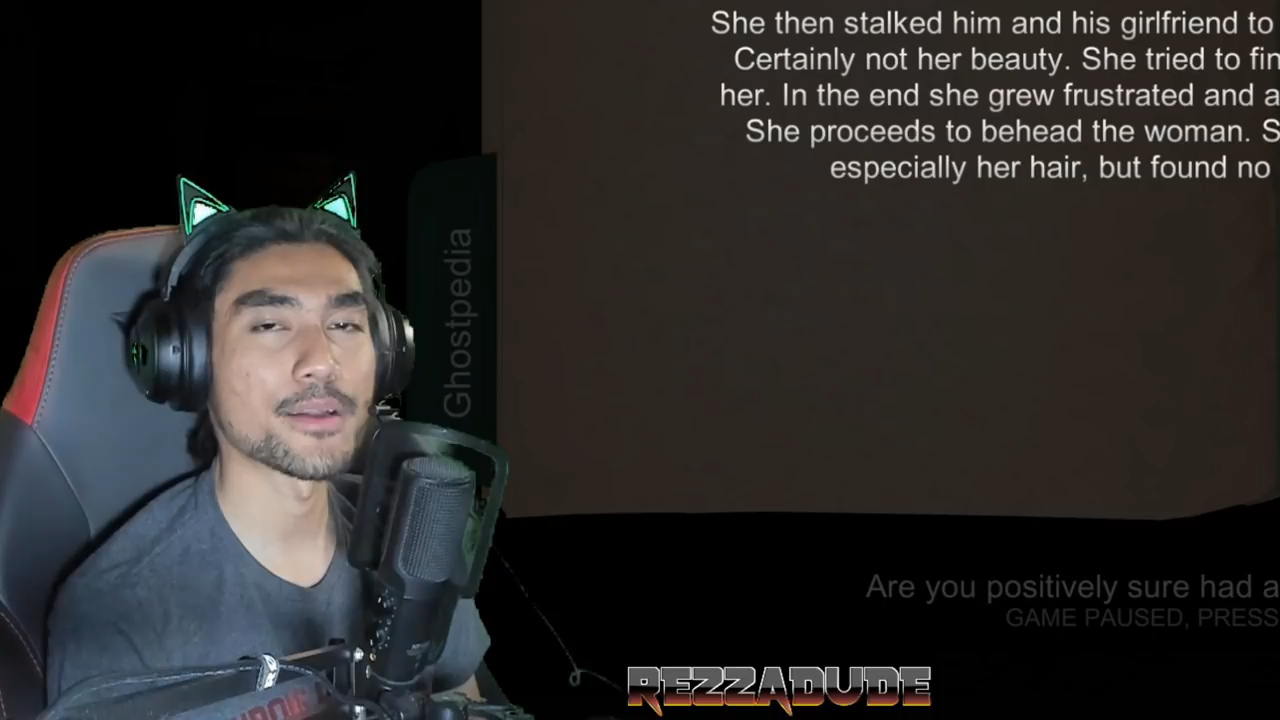 She then stalked him and his girlfriend to
Certainly not her beauty. She tried to fin
her. In the end she grew frustrated and a
She proceeds to behead the woman. S
especially her hair, but found no
Ghostpedia
Are you positively sure had a
GAME PAUSED, PRESS
REZZADUDE